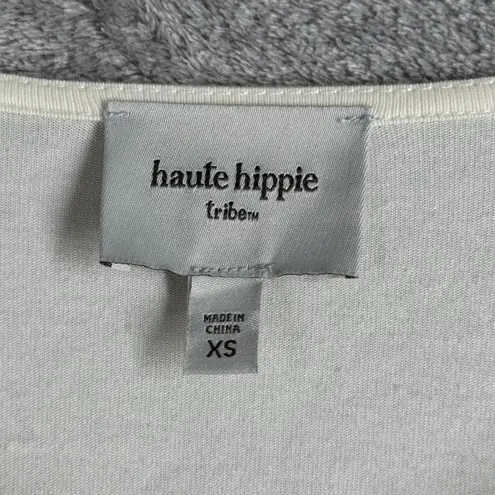 haute hippie
tribe™
MADE IN
CHINA
XS